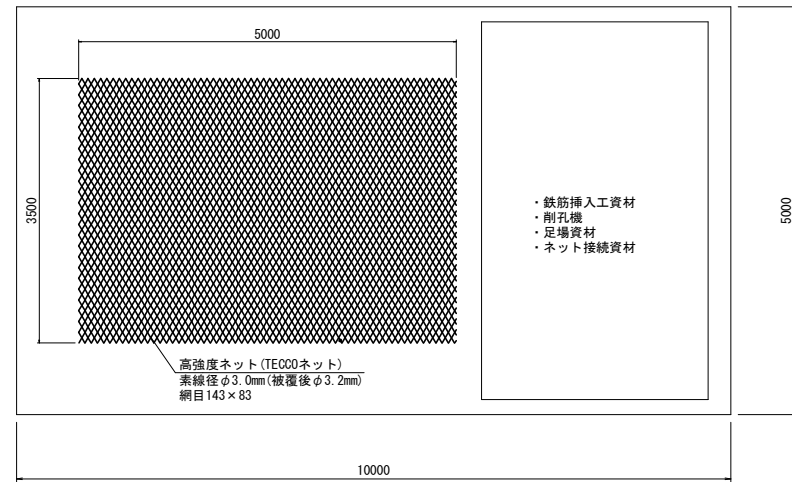 5000
3500
・鉄筋挿入工資材
・削孔機
・足場資材
・ネット接続資材
5000
高強度ネット(TECCOネット)
素線径φ3.0mm(被覆後φ3.2mm)
網目143×83
10000